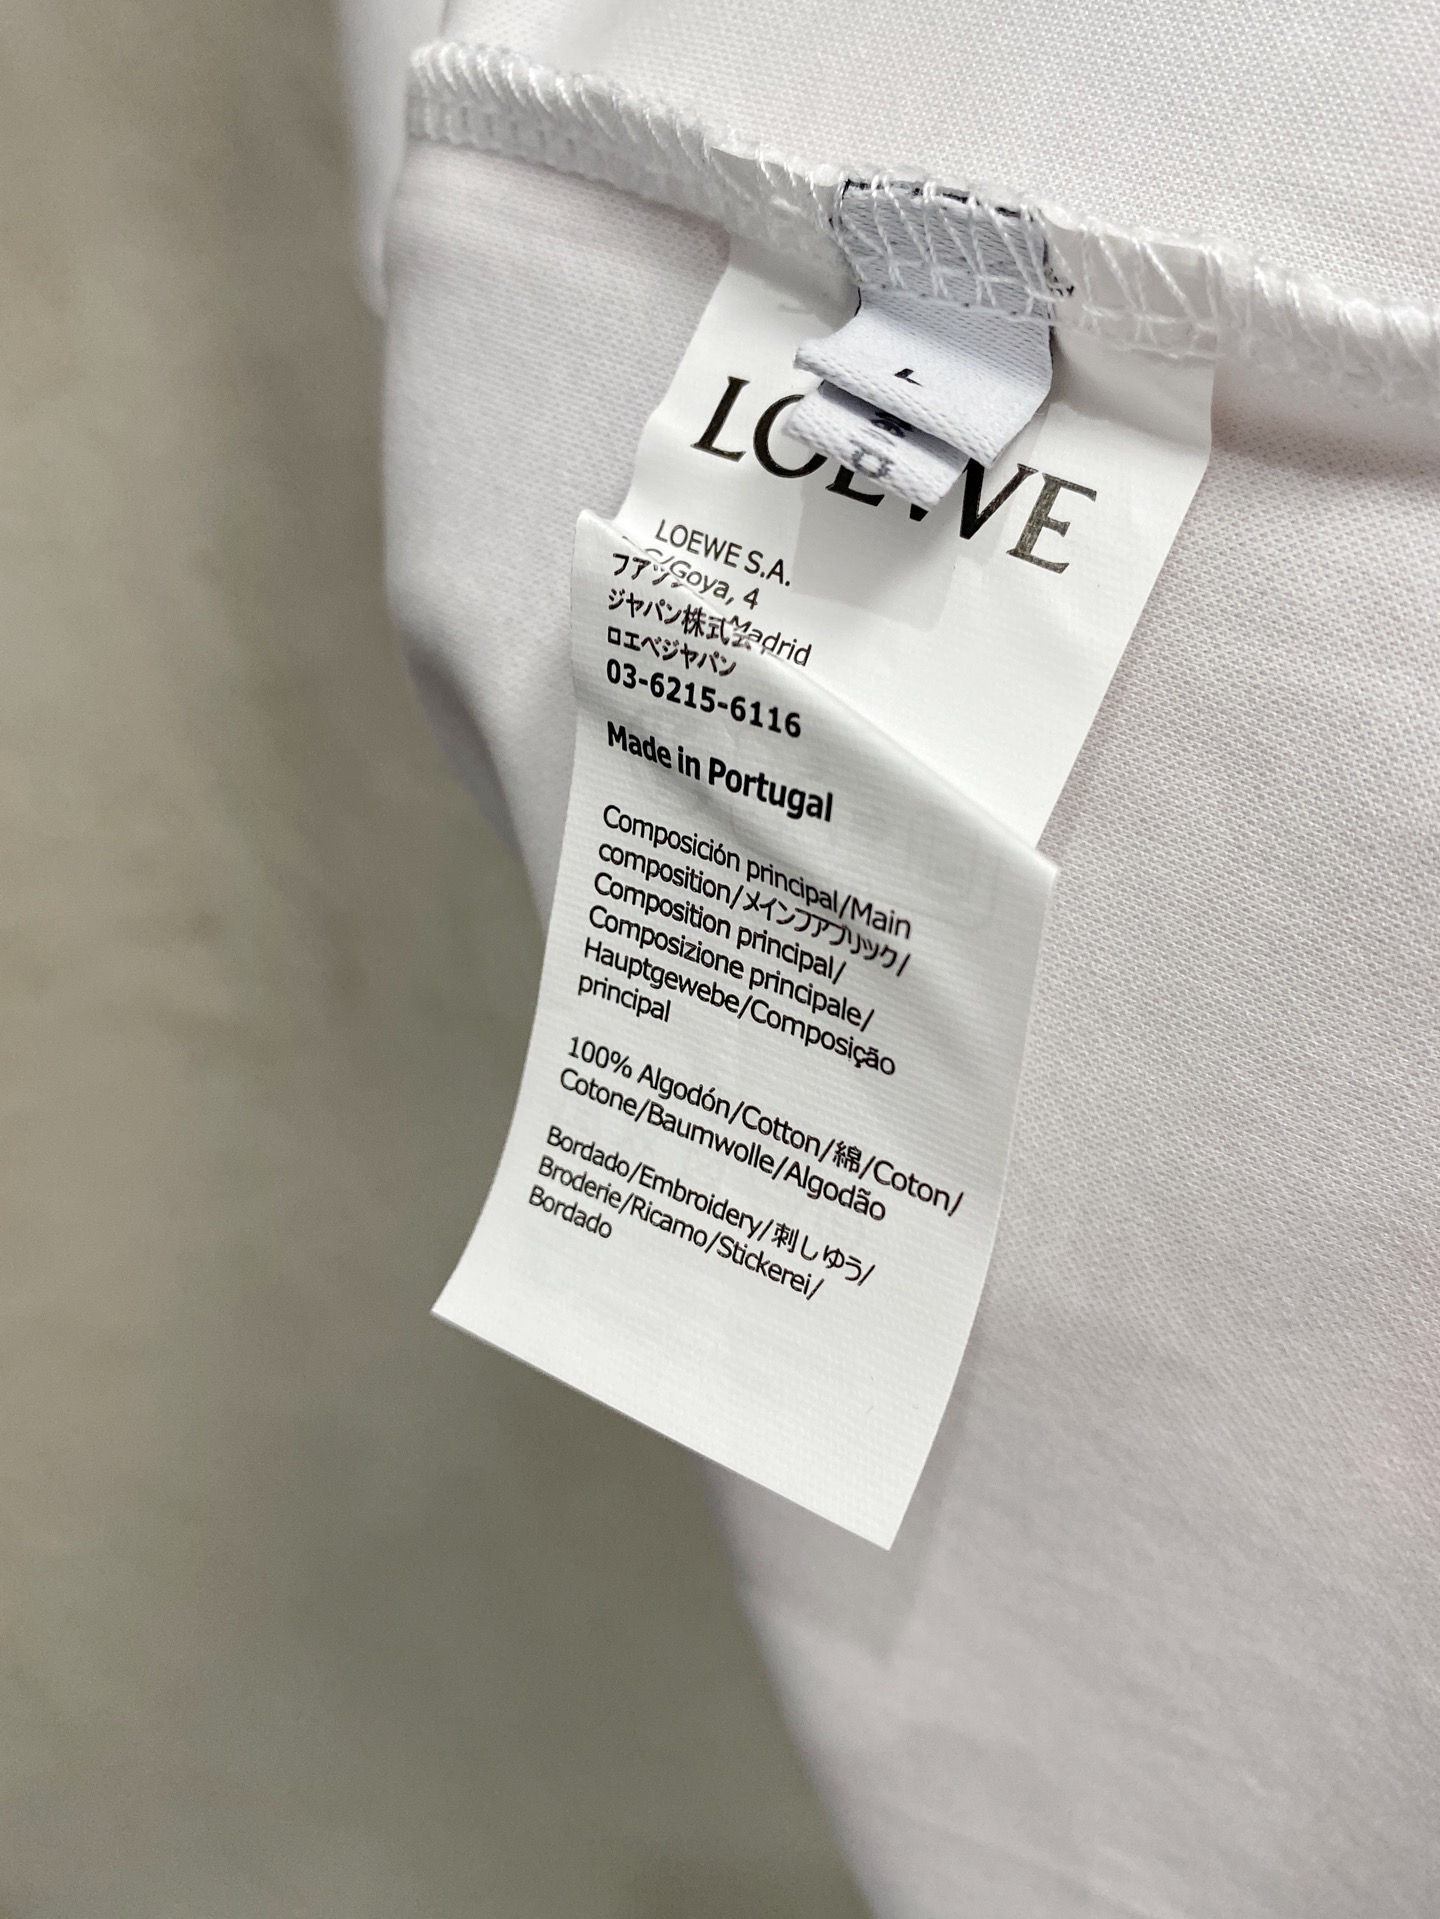 LOEWE
LOEWE S.A.
C/Goya, 4
Madrid
ジャパン株式会
ロエベジャパン
03-6215-6116
Made in Portugal
Composición principal/Main
composition/メインファブリック/
Composition principal/
Composizione principale/
Hauptgewebe/Composição
principal
100% Algodón/Cotton/綿/Coton/
Cotone/Baumwolle/Algodão
Bordado/Embroidery/刺しゅう/
Broderie/Ricamo/Stickerei/
Bordado